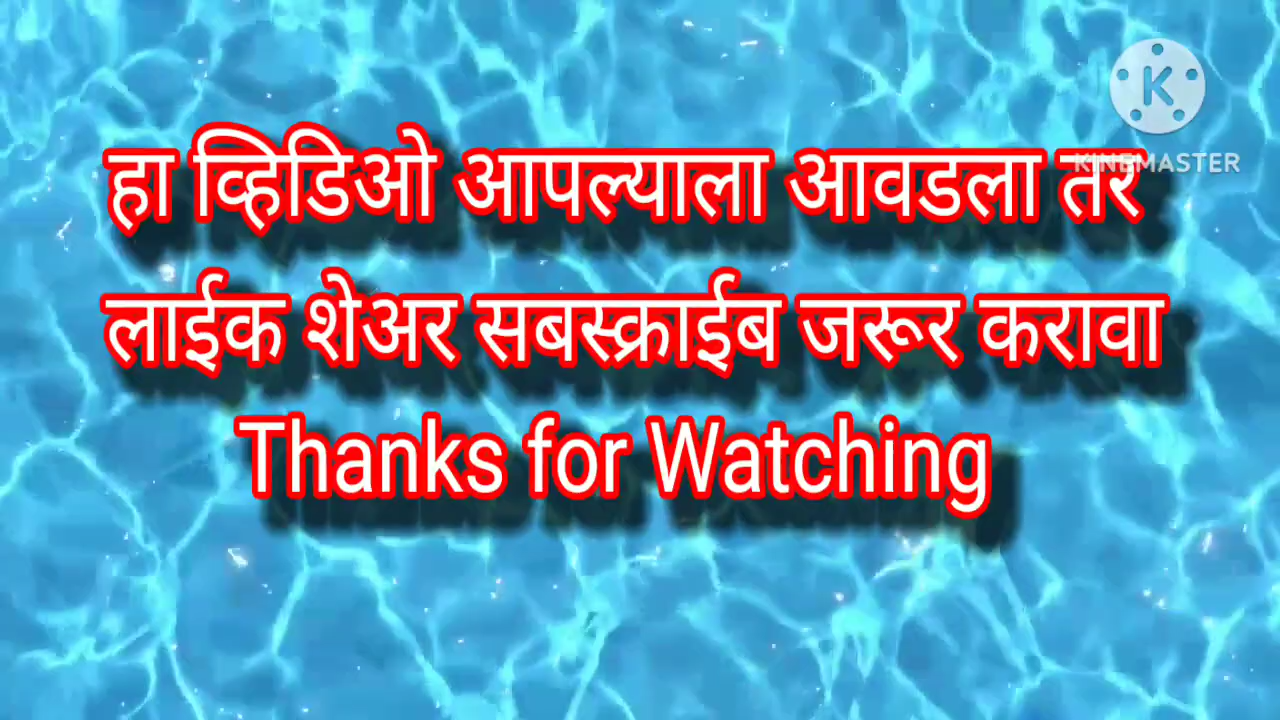 K
KINEMASTER
हा व्हिडिओ आपल्याला आवडला तर
लाईक शेअर सबस्क्राईब जरूर करावा
Thanks for Watching